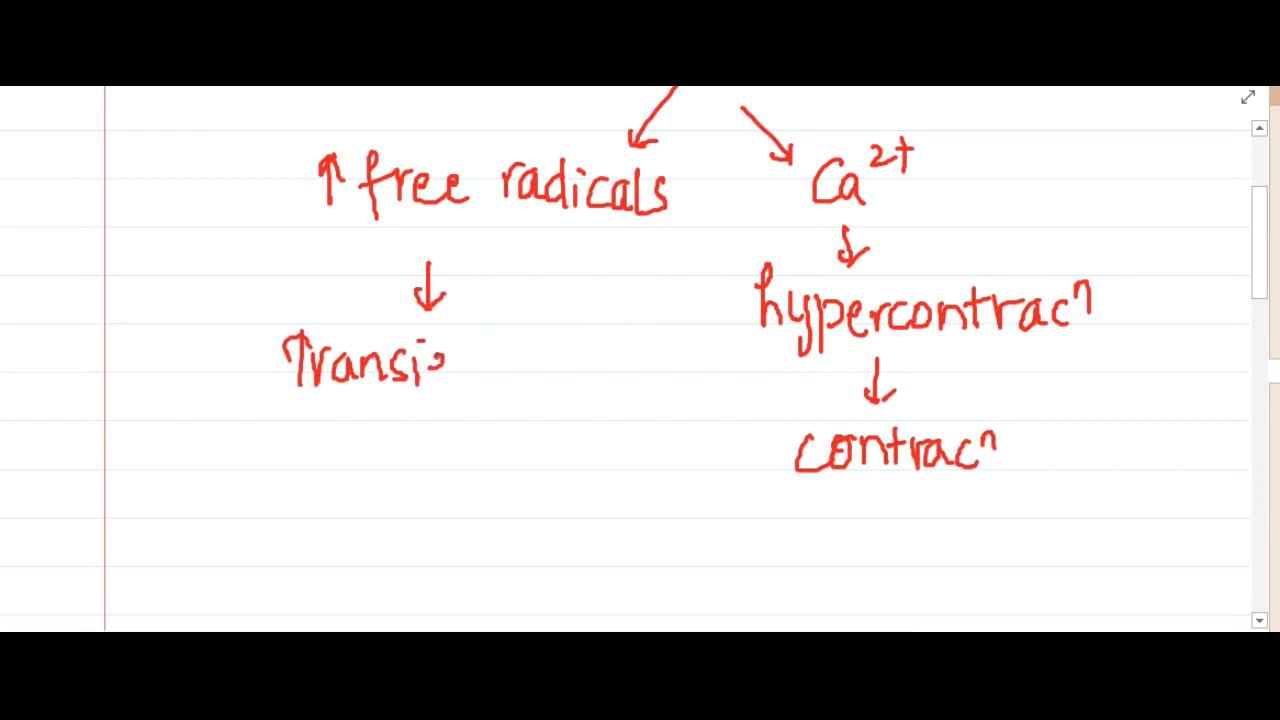 ↑ free radicals
Ca²⁺
hypercontracⁿ
Transi
contracⁿ